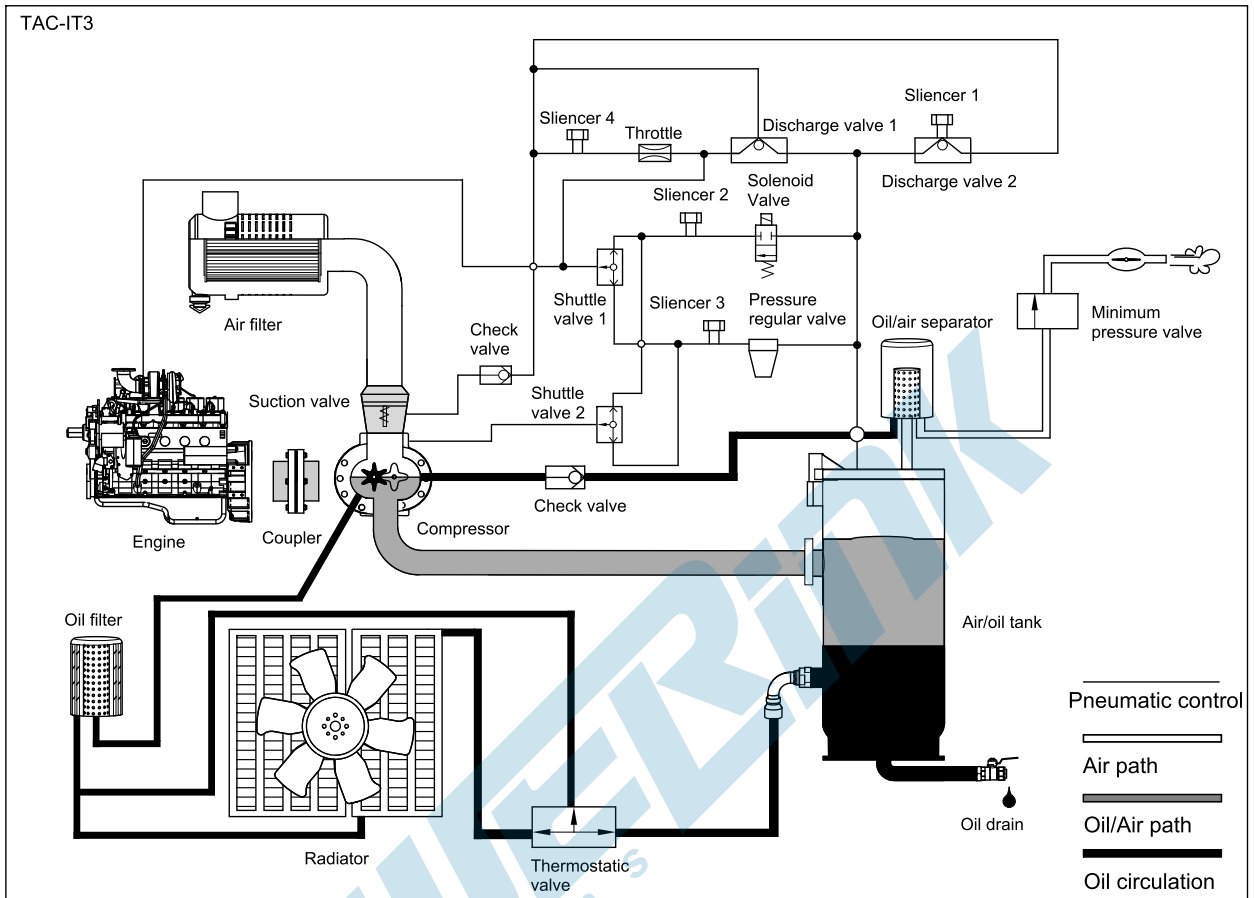 TAC-IT3
Sliencer 1
Sliencer 4
Throttle
Discharge valve 1
Solenoid
Valve
Discharge valve 2
Sliencer 2
Air filter
Shuttle
valve 1
Sliencer 3
Pressure
regular valve
Oil/air separator
Minimum
pressure valve
Check
valve
Suction valve
Shuttle
valve 2
Check valve
Compressor
Coupler
Engine
Oil filter
Air/oil tank
Radiator
Thermostatic
valve
Oil drain
Pneumatic control
Air path
Oil/Air path
Oil circulation